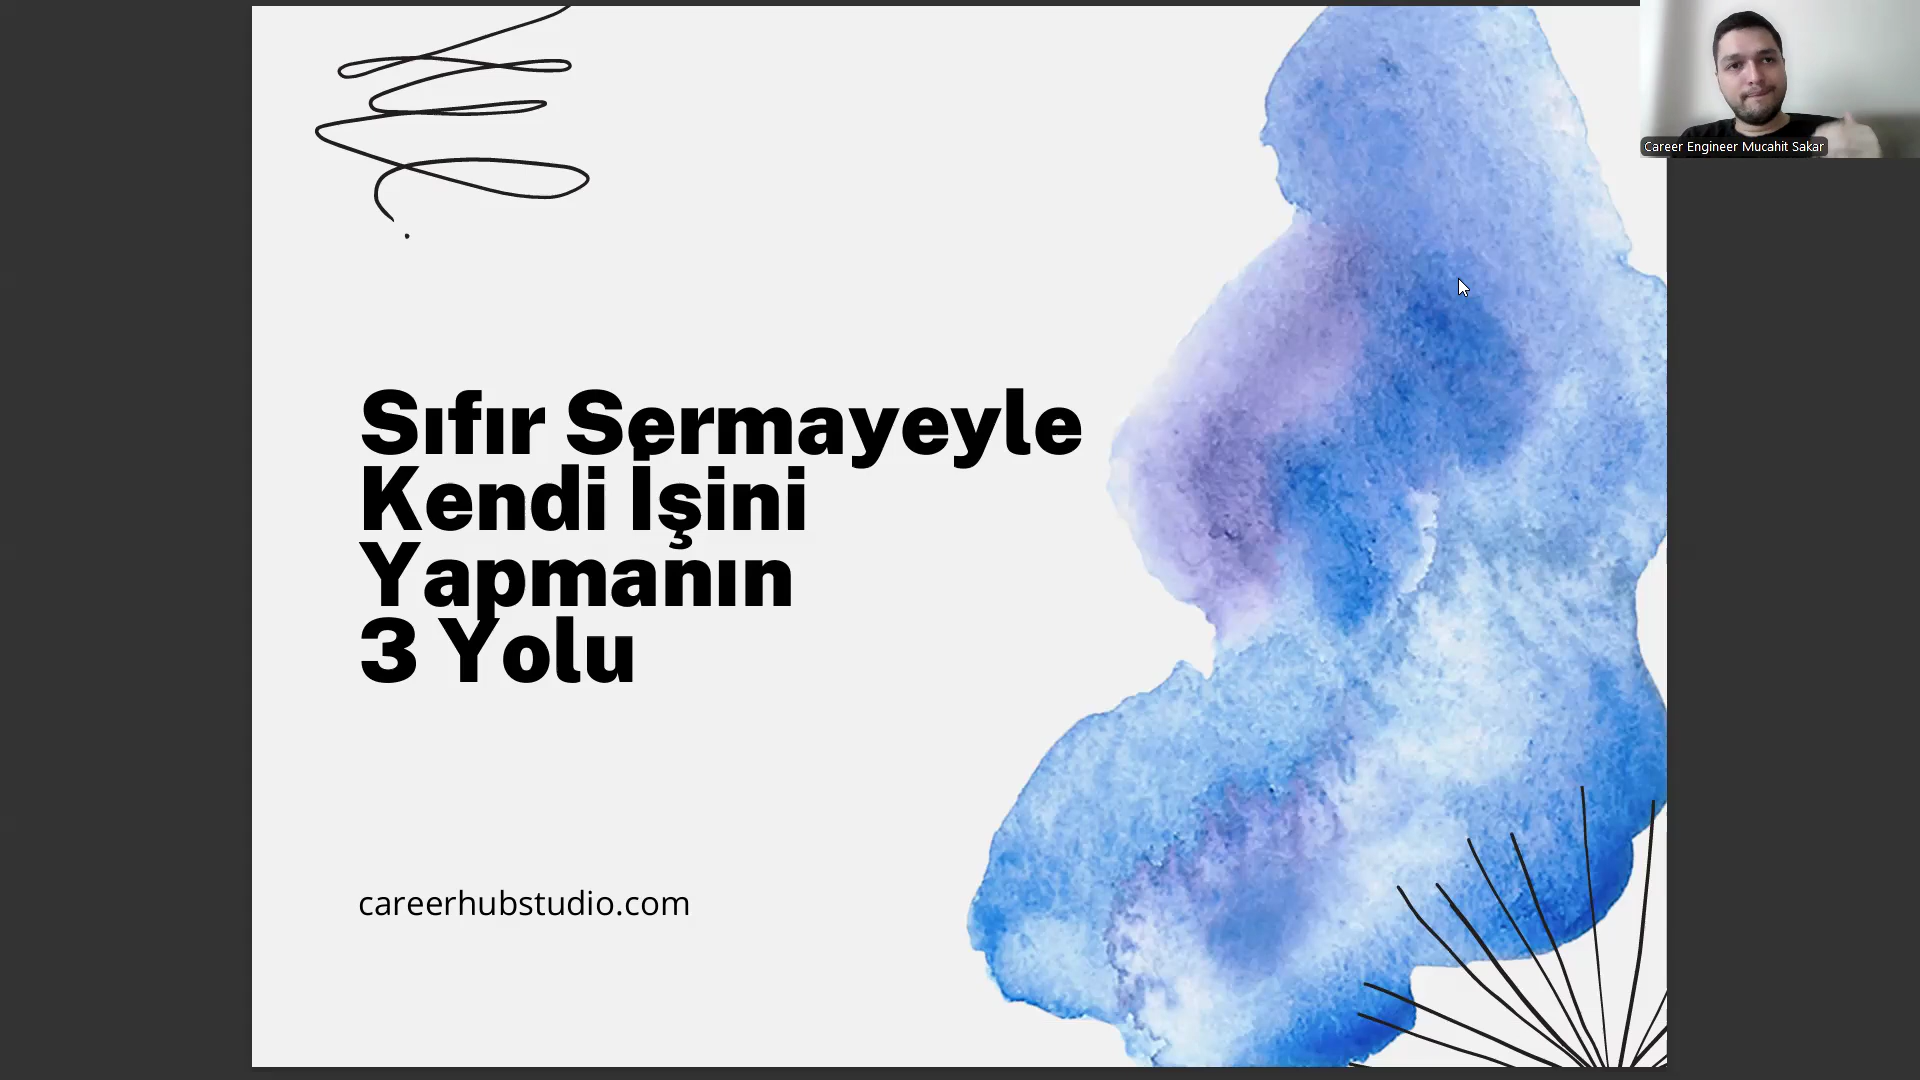 Career Engineer Mucahit Sakar
Sıfır Sermayeyle
Kendi İşini
Yapmanın
3 Yolu
careerhubstudio.com